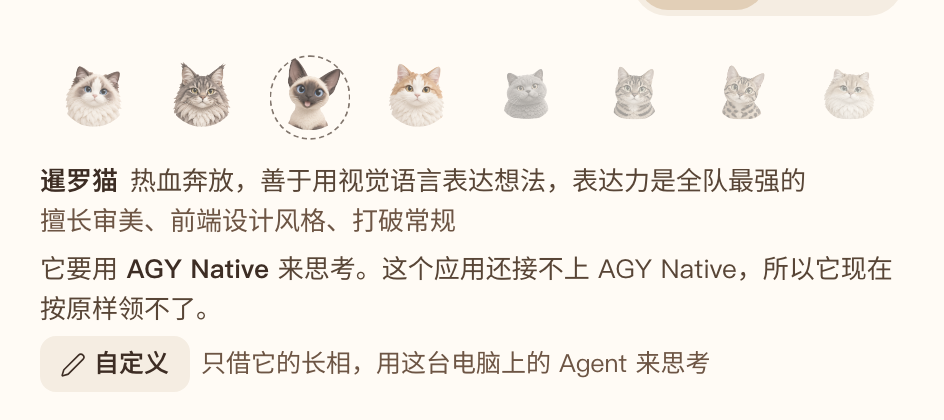 暹罗猫 热血奔放，善于用视觉语言表达想法，表达力是全队最强的
擅长审美、前端设计风格、打破常规
它要用 AGY Native 来思考。这个应用还接不上 AGY Native，所以它现在
按原样领不了。
自定义 只借它的长相，用这台电脑上的 Agent 来思考